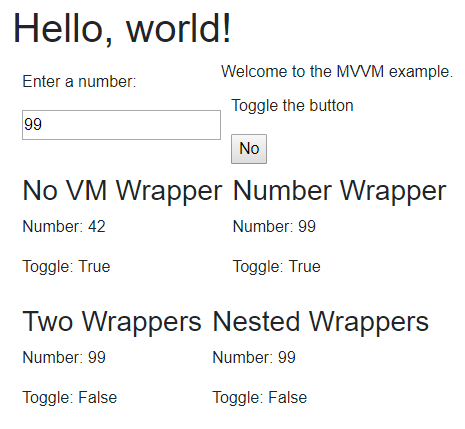 Hello, world!
Welcome to the MVVM example.
Enter a number:
99
Toggle the button
No
No VM Wrapper
Number: 42
Toggle: True
Number Wrapper
Number: 99
Toggle: True
Two Wrappers
Number: 99
Toggle: False
Nested Wrappers
Number: 99
Toggle: False